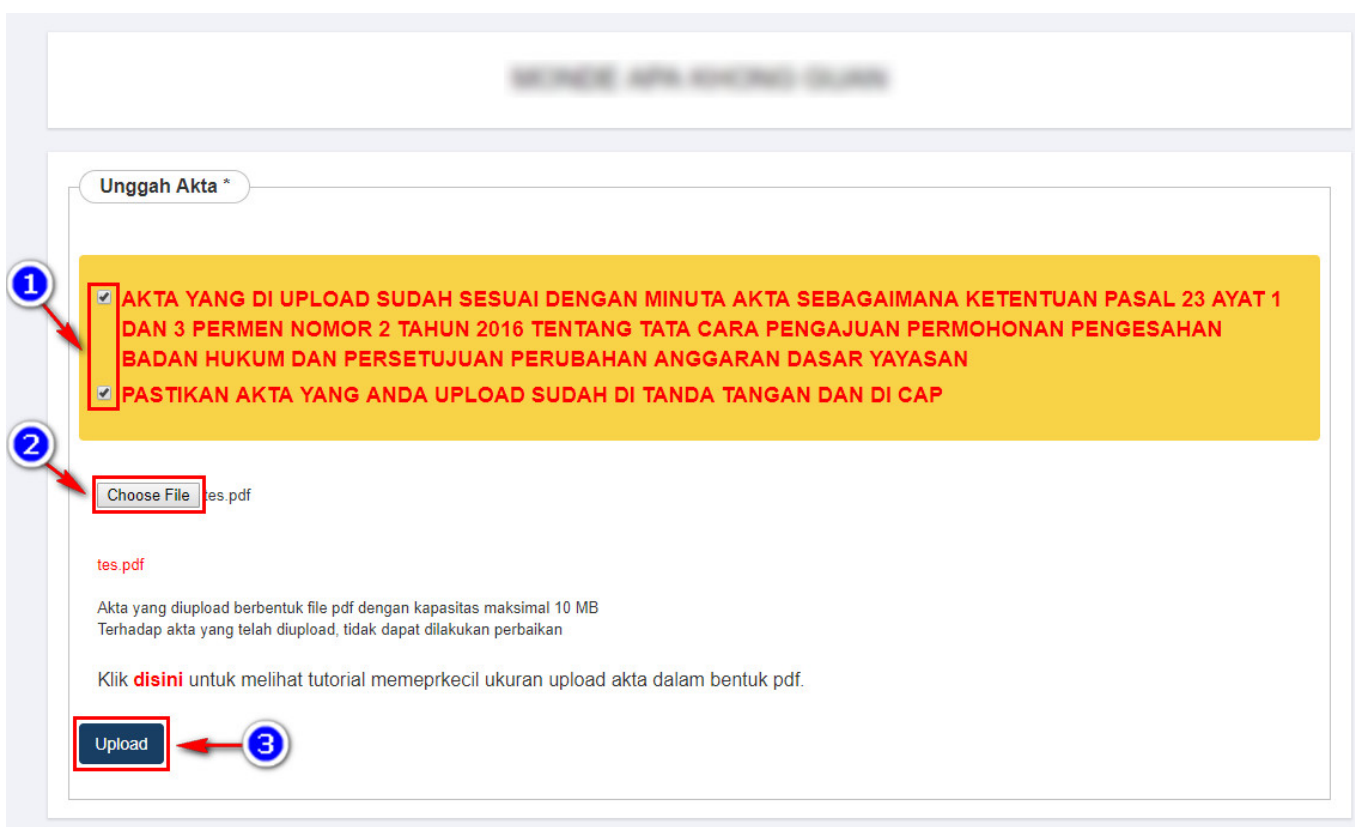 Unggah Akta *
1
AKTA YANG DI UPLOAD SUDAH SESUAI DENGAN MINUTA AKTA SEBAGAIMANA KETENTUAN PASAL 23 AYAT 1
DAN 3 PERMEN NOMOR 2 TAHUN 2016 TENTANG TATA CARA PENGAJUAN PERMOHONAN PENGESAHAN
BADAN HUKUM DAN PERSETUJUAN PERUBAHAN ANGGARAN DASAR YAYASAN
PASTIKAN AKTA YANG ANDA UPLOAD SUDAH DI TANDA TANGAN DAN DI CAP
2
Choose File tes.pdf
tes.pdf
Akta yang diupload berbentuk file pdf dengan kapasitas maksimal 10 MB
Terhadap akta yang telah diupload, tidak dapat dilakukan perbaikan
Klik disini untuk melihat tutorial memeprkecil ukuran upload akta dalam bentuk pdf.
Upload 3